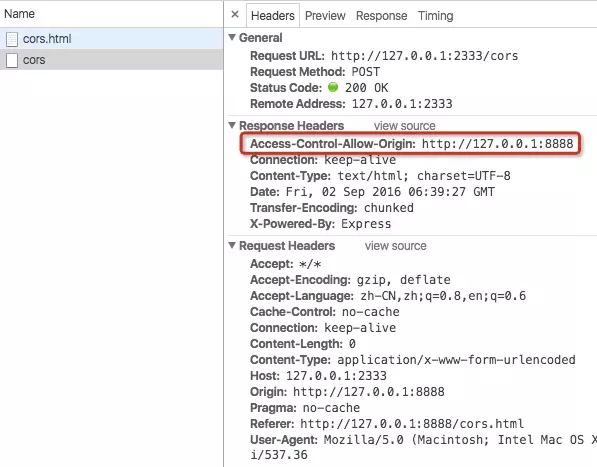 Name
cors.html
cors
× Headers Preview Response Timing
▼ General
Request URL: http://127.0.0.1:2333/cors
Request Method: POST
Status Code: 200 OK
Remote Address: 127.0.0.1:2333
▼ Response Headers view source
Access-Control-Allow-Origin: http://127.0.0.1:8888
Connection: keep-alive
Content-Type: text/html; charset=UTF-8
Date: Fri, 02 Sep 2016 06:39:27 GMT
Transfer-Encoding: chunked
X-Powered-By: Express
▼ Request Headers view source
Accept: */*
Accept-Encoding: gzip, deflate
Accept-Language: zh-CN,zh;q=0.8,en;q=0.6
Cache-Control: no-cache
Connection: keep-alive
Content-Length: 0
Content-Type: application/x-www-form-urlencoded
Host: 127.0.0.1:2333
Origin: http://127.0.0.1:8888
Pragma: no-cache
Referer: http://127.0.0.1:8888/cors.html
User-Agent: Mozilla/5.0 (Macintosh; Intel Mac OS X
i/537.36